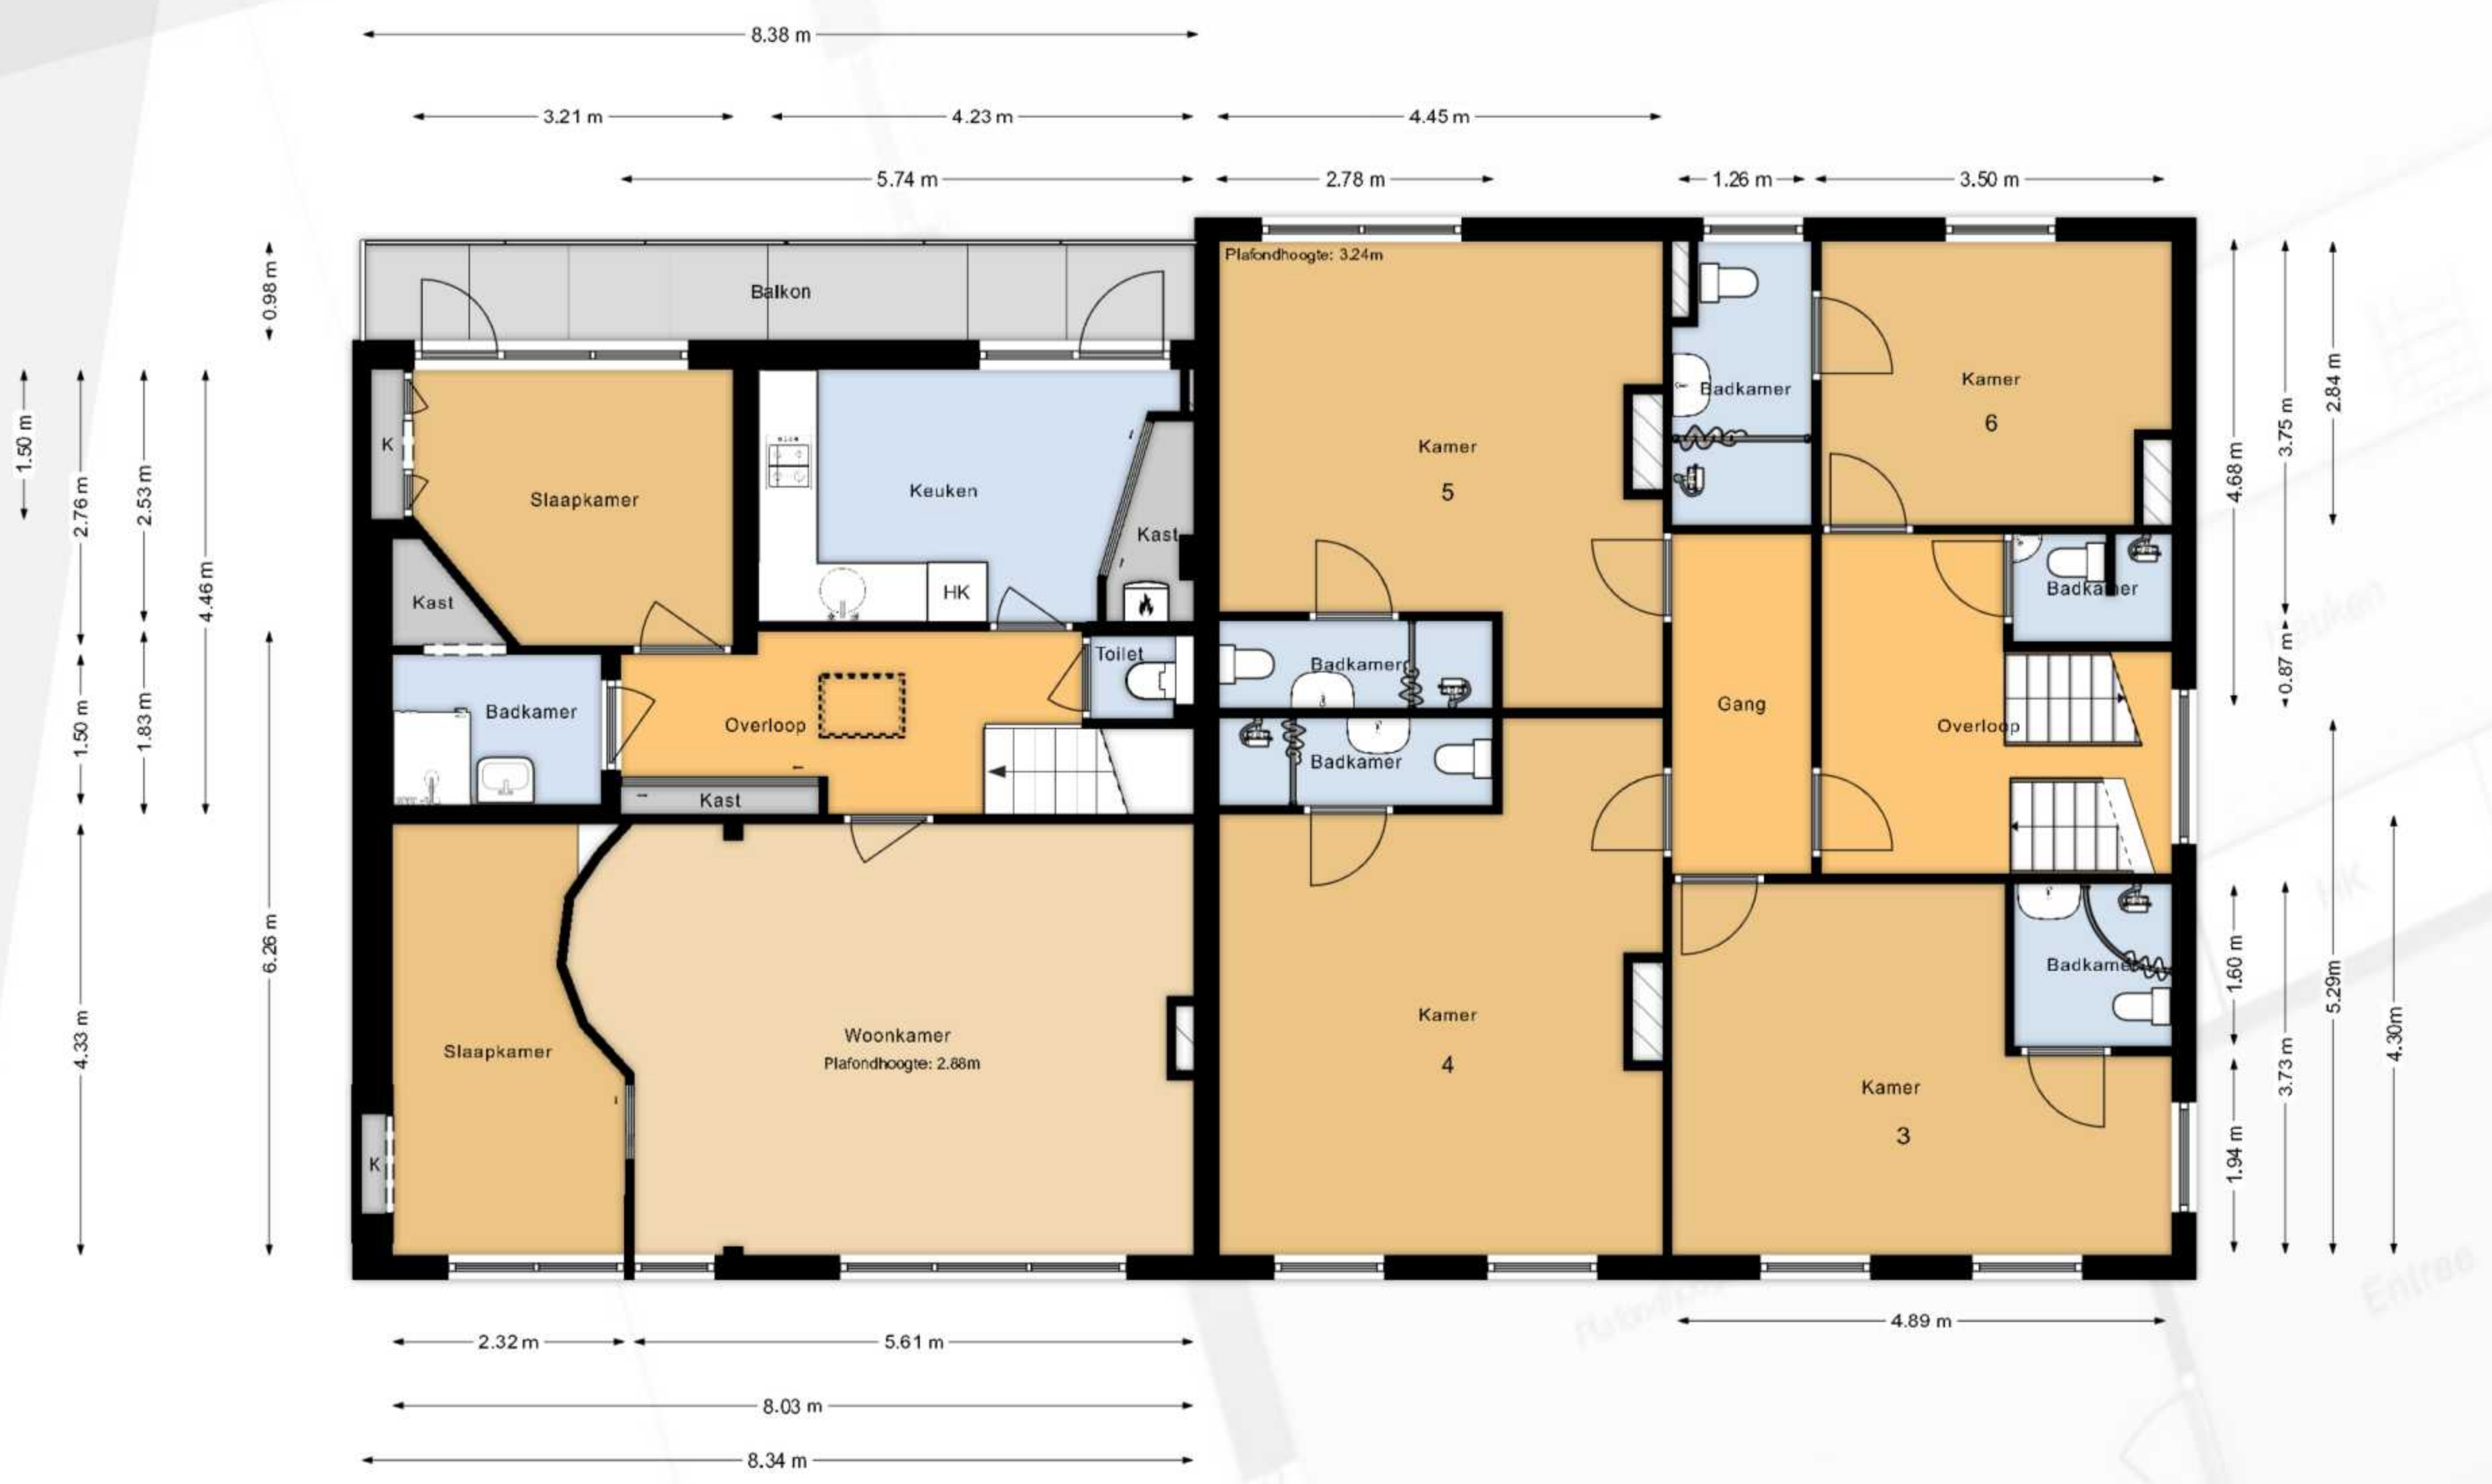 8.38 m
3.21 m
4.23 m
4.45 m
5.74 m
2.78 m
1.26 m
3.50 m
Plafondhoogte: 3.24m
Balkon
0.98 m
1.50 m
2.76 m
2.53 m
4.46 m
K
Slaapkamer
Keuken
Kast
HK
Kast
Kamer
5
Badkamer
Kamer
6
4.68 m
3.75 m
2.84 m
Badkamer
0.87 m
Toilet
Badkamer
Badkamer
Overloop
Kast
1.50 m
1.83 m
Badkamer
Badkamer
Gang
Overloop
6.26 m
4.33 m
Slaapkamer
Woonkamer
Plafondhoogte: 2.88m
K
Kamer
4
Kamer
3
Badkamer
1.60 m
1.94 m
3.73 m
5.29m
4.30m
4.89 m
2.32 m
5.61 m
8.03 m
8.34 m
Keuken
HK
Entree